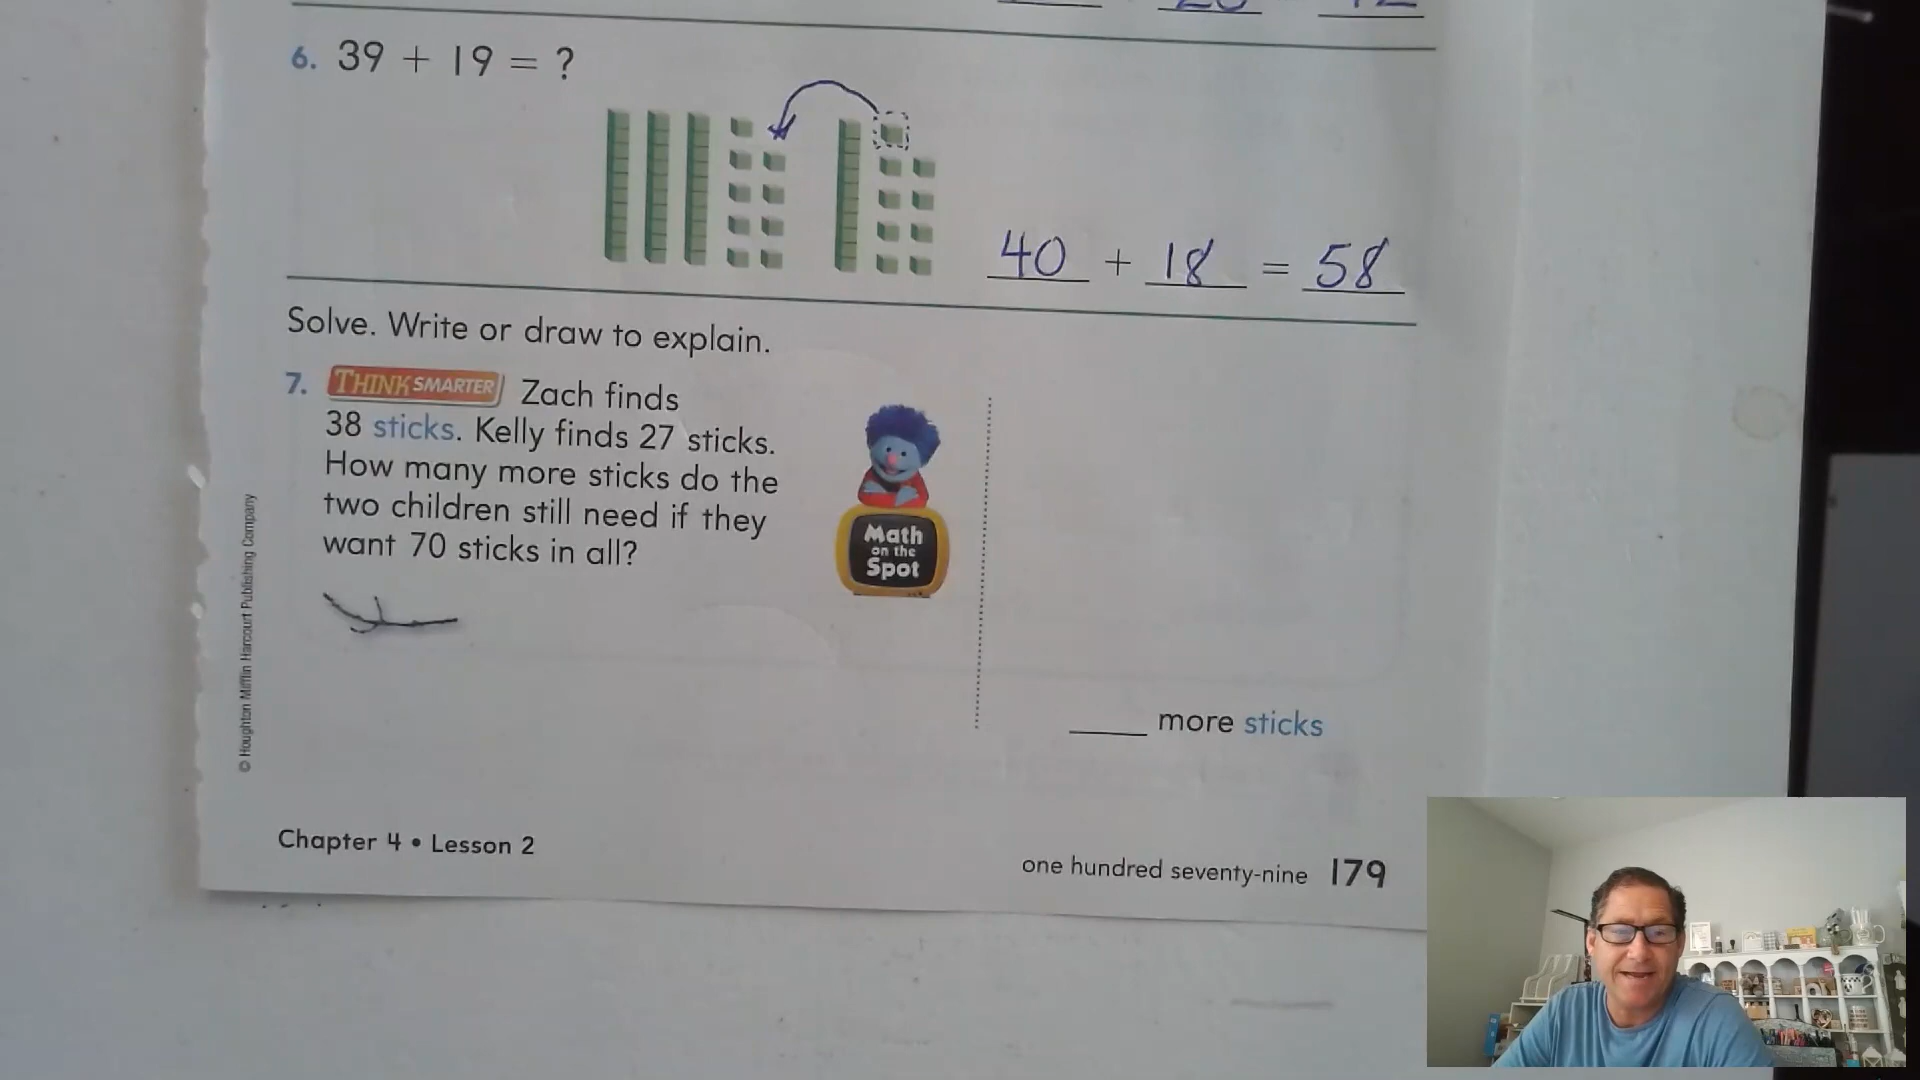 6. 39 + 19 = ?
40 + 18 = 58
Solve. Write or draw to explain.
7. THINK SMARTER Zach finds
38 sticks. Kelly finds 27 sticks.
How many more sticks do the
two children still need if they
want 70 sticks in all?
Math
on the
Spot
____ more sticks
© Houghton Mifflin Harcourt Publishing Company
Chapter 4 • Lesson 2
one hundred seventy-nine 179